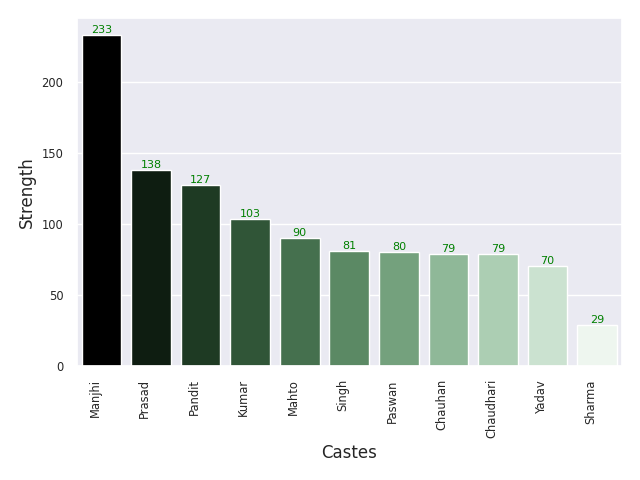 233
138
127
103
90
81
80
79
79
70
29
200
150
100
50
0
Strength
Manjhi
Prasad
Pandit
Kumar
Mahto
Singh
Paswan
Chauhan
Chaudhari
Yadav
Sharma
Castes